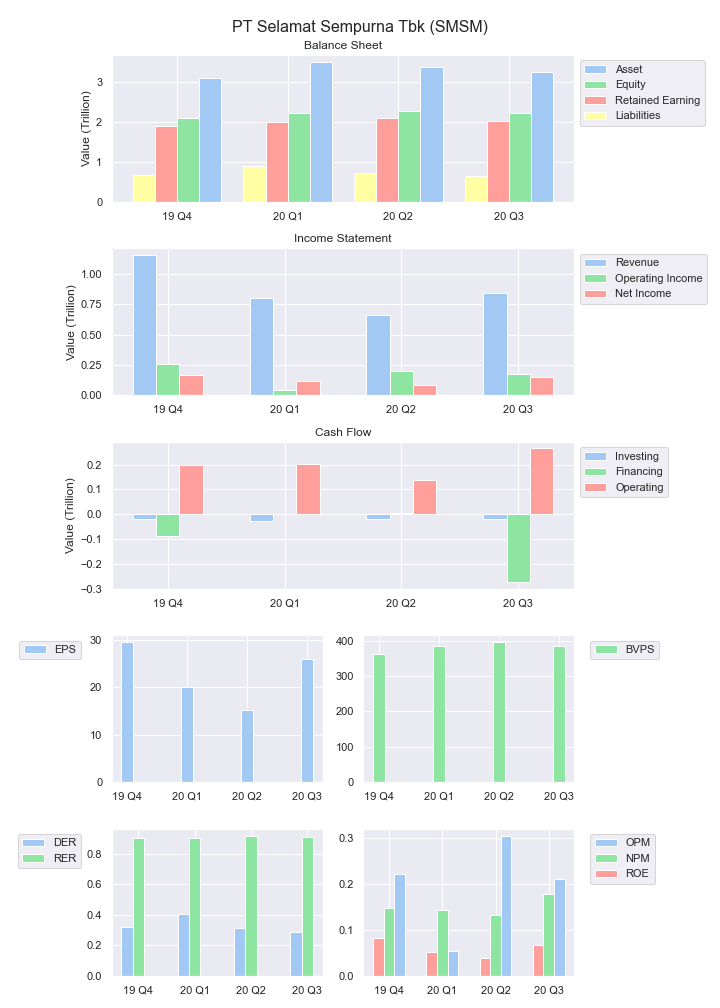 PT Selamat Sempurna Tbk (SMSM)
Balance Sheet
Value (Trillion)
3
2
1
0
19 Q4 20 Q1 20 Q2 20 Q3
Asset
Equity
Retained Earning
Liabilities
Income Statement
Value (Trillion)
1.00
0.75
0.50
0.25
0.00
19 Q4 20 Q1 20 Q2 20 Q3
Revenue
Operating Income
Net Income
Cash Flow
Value (Trillion)
0.2
0.1
0.0
−0.1
−0.2
−0.3
19 Q4 20 Q1 20 Q2 20 Q3
Investing
Financing
Operating
EPS
30
20
10
0
19 Q4 20 Q1 20 Q2 20 Q3
400
300
200
100
0
19 Q4 20 Q1 20 Q2 20 Q3
BVPS
DER
RER
0.8
0.6
0.4
0.2
0.0
19 Q4 20 Q1 20 Q2 20 Q3
0.3
0.2
0.1
0.0
19 Q4 20 Q1 20 Q2 20 Q3
OPM
NPM
ROE